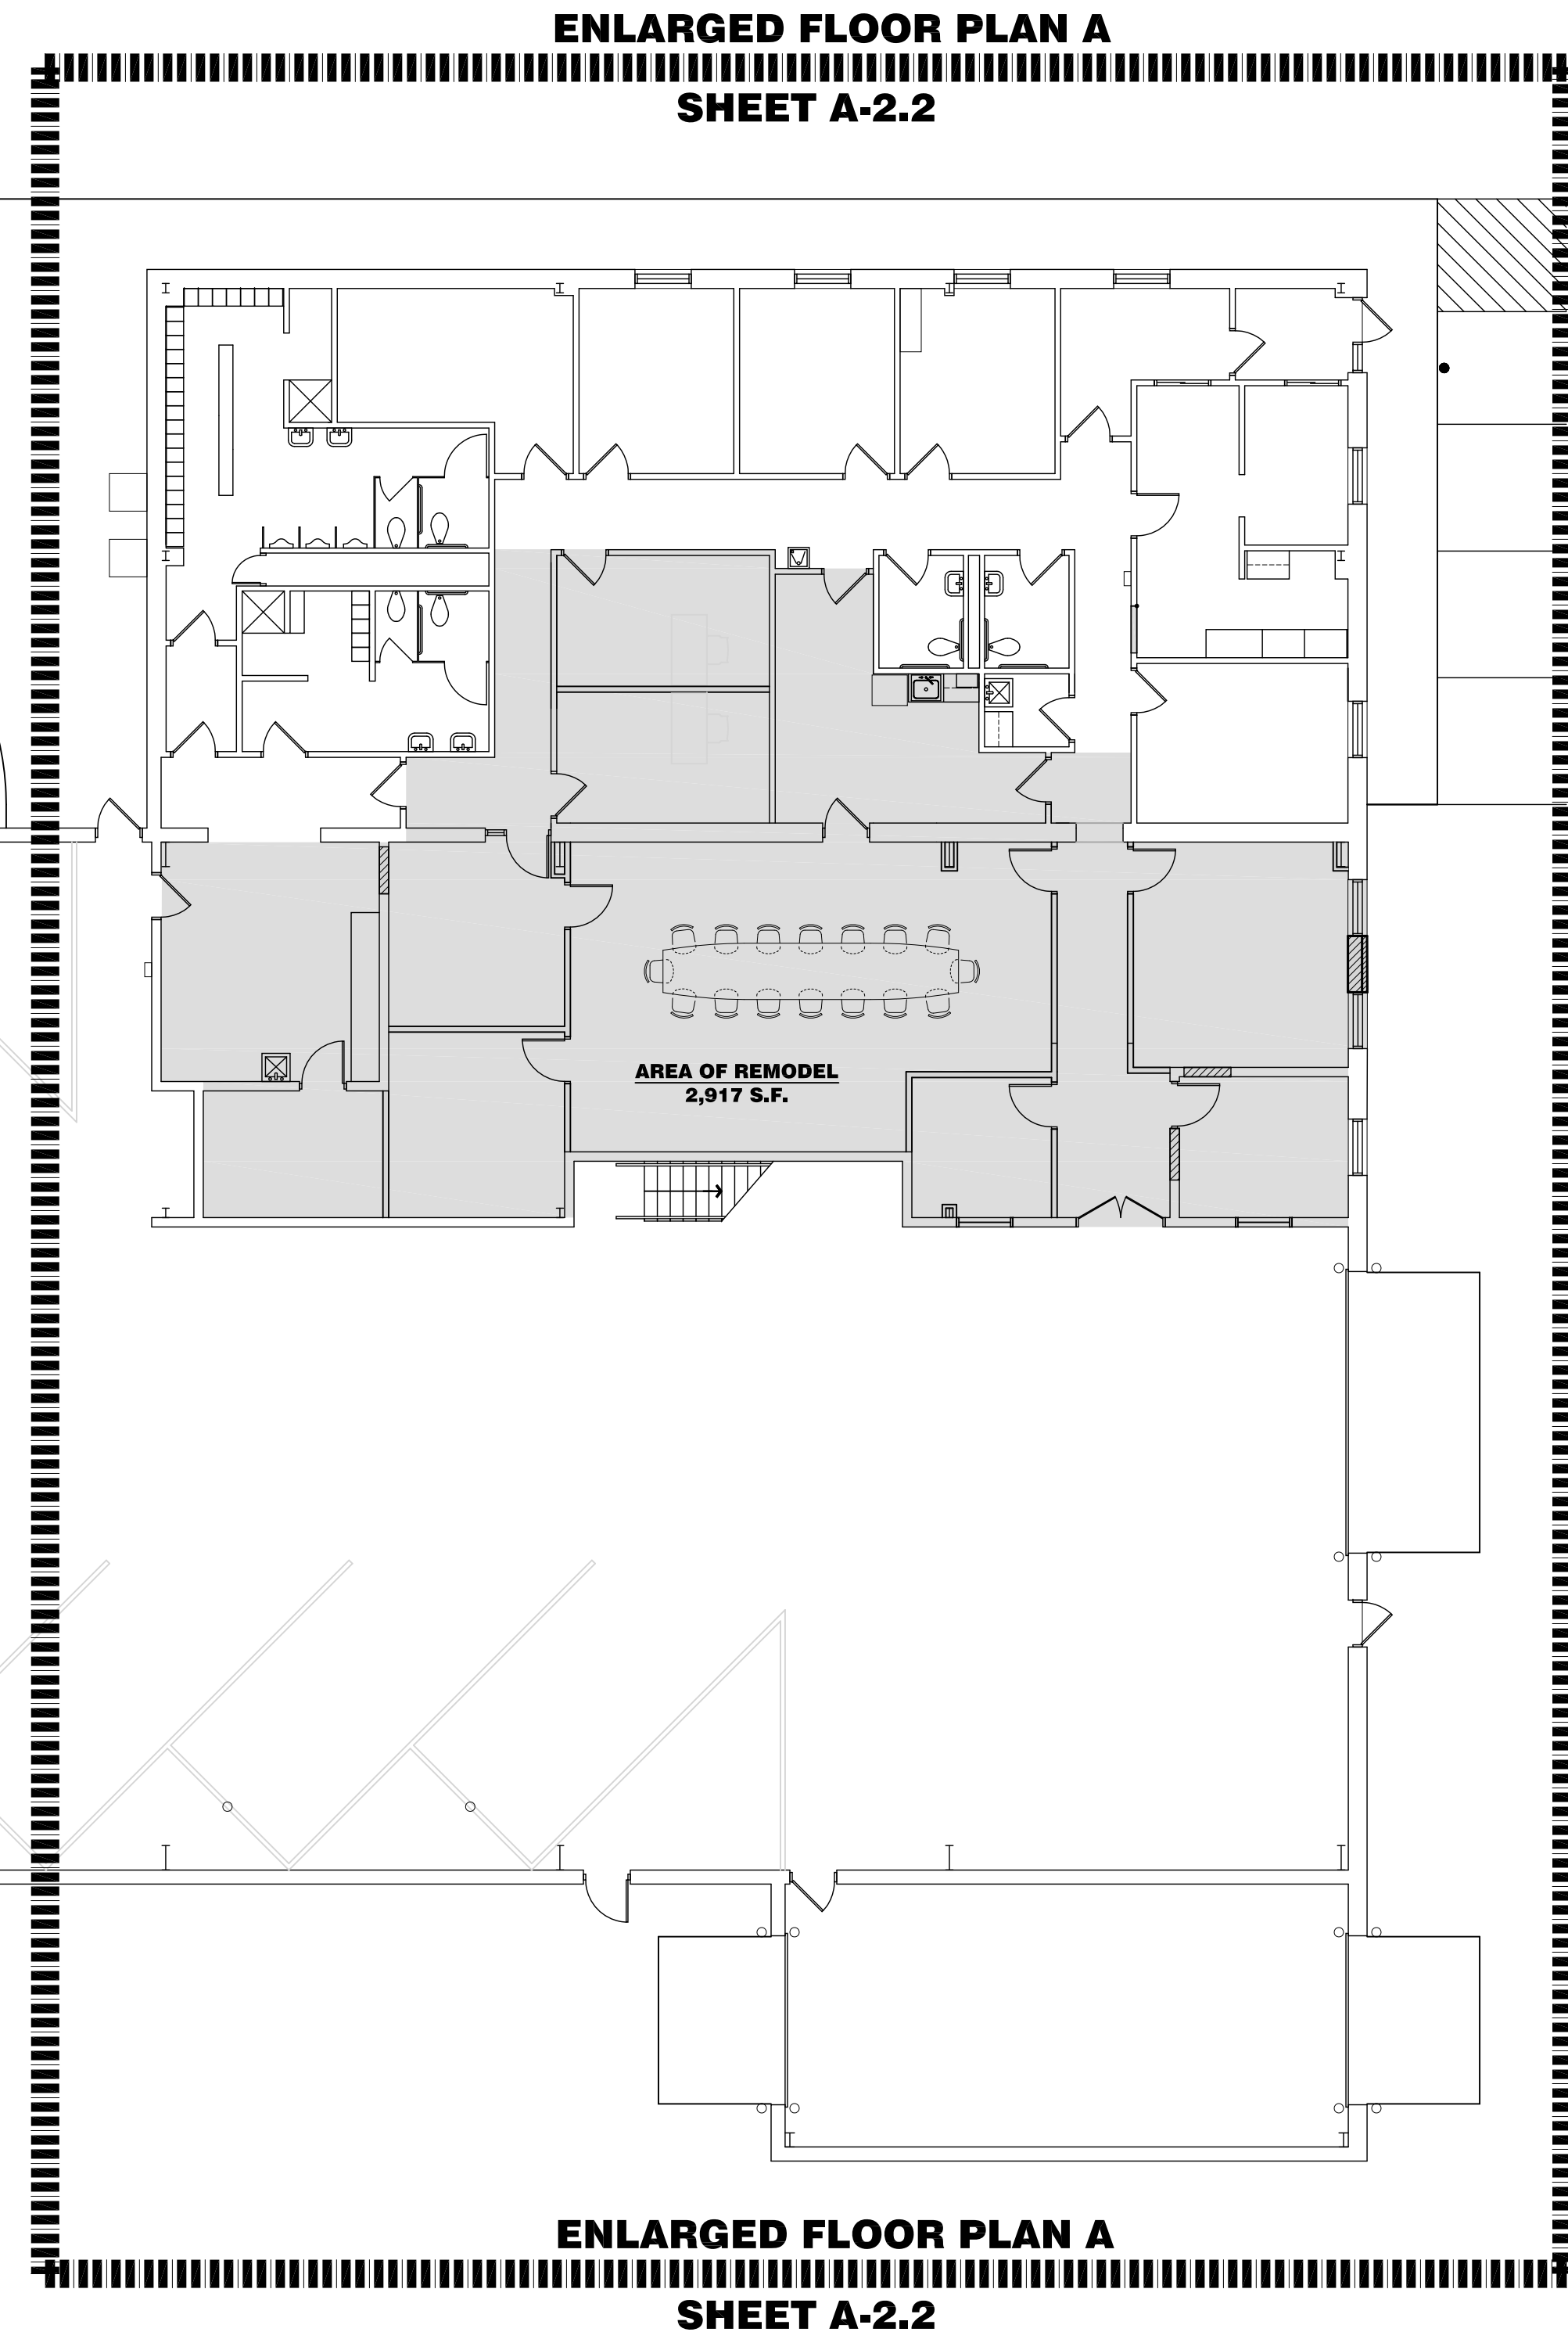 ENLARGED FLOOR PLAN A
SHEET A-2.2
AREA OF REMODEL
2,917 S.F.
ENLARGED FLOOR PLAN A
SHEET A-2.2